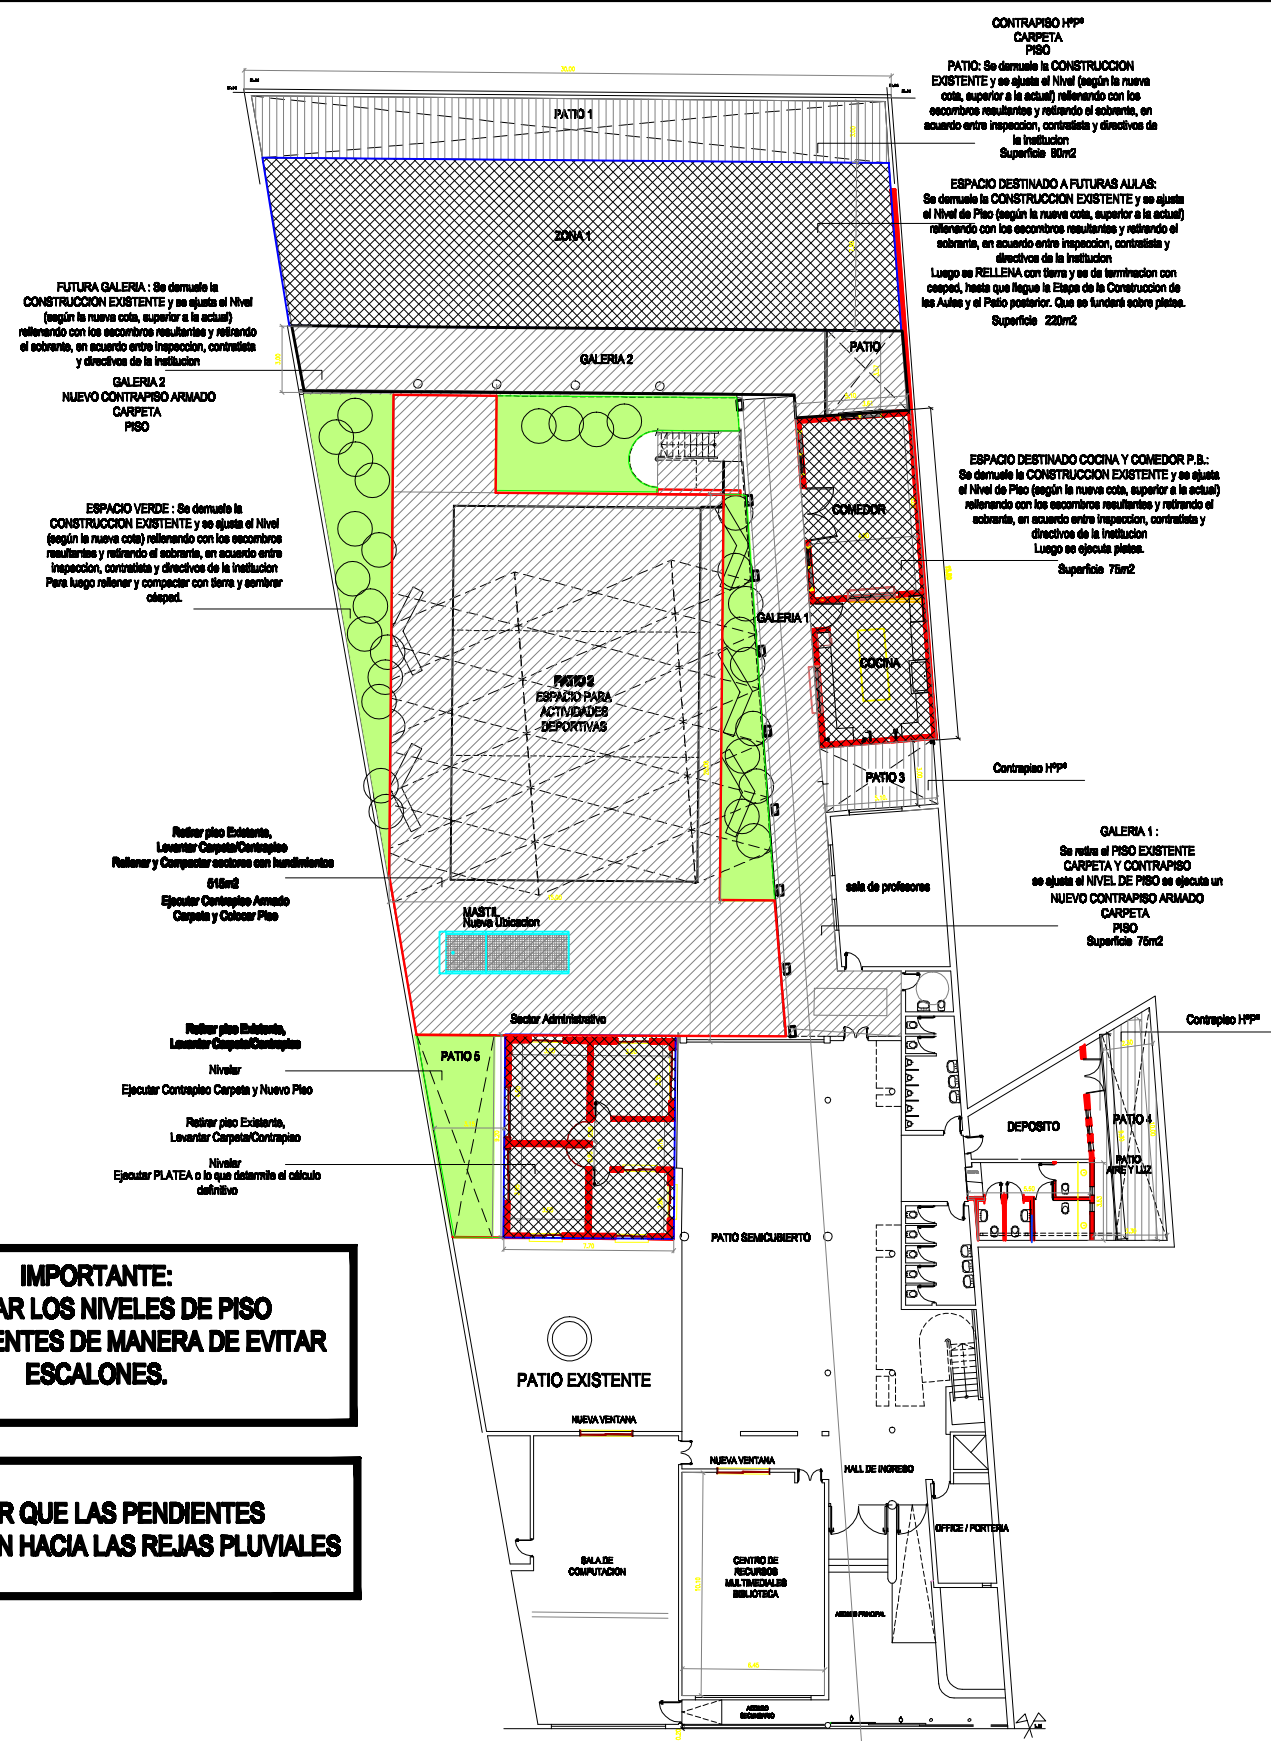 CONTRAPISO HºPº
CARPETA
PISO
PATIO: Se demuele la CONSTRUCCION
EXISTENTE y se ajusta el Nivel (según la nueva
cota, superior a la actual) rellenando con los
escombros resultantes y retirando el sobrante, en
acuerdo entre inspeccion, contratista y directivos de
la institucion
Superficie 80m2
PATIO 1
ESPACIO DESTINADO A FUTURAS AULAS:
Se demuele la CONSTRUCCION EXISTENTE y se ajusta
el Nivel de Piso (según la nueva cota, superior a la actual)
rellenando con los escombros resultantes y retirando el
sobrante, en acuerdo entre inspeccion, contratista y
directivos de la institucion
Luego se RELLENA con tierra y se da terminacion con
cesped, hasta que llegue la Etapa de la Construccion de
las Aulas y el Patio posterior. Que se fundará sobre platea.
Superficie 220m2
ZONA 1
FUTURA GALERIA : Se demuele la
CONSTRUCCION EXISTENTE y se ajusta el Nivel
(según la nueva cota, superior a la actual)
rellenando con los escombros resultantes y retirando
el sobrante, en acuerdo entre inspeccion, contratista
y directivos de la institucion
GALERIA 2
NUEVO CONTRAPISO ARMADO
CARPETA
PISO
GALERIA 2
PATIO
ESPACIO DESTINADO COCINA Y COMEDOR P.B.:
Se demuele la CONSTRUCCION EXISTENTE y se ajusta
el Nivel de Piso (según la nueva cota, superior a la actual)
rellenando con los escombros resultantes y retirando el
sobrante, en acuerdo entre inspeccion, contratista y
directivos de la institucion
Luego se ejecuta platea.
Superficie 75m2
ESPACIO VERDE : Se demuele la
CONSTRUCCION EXISTENTE y se ajusta el Nivel
(según la nueva cota) rellenando con los escombros
resultantes y retirando el sobrante, en acuerdo entre
inspeccion, contratista y directivos de la institucion
Para luego rellenar y compactar con tierra y sembrar
césped.
COMEDOR
GALERIA 1
COCINA
PATIO 2
ESPACIO PARA
ACTIVIDADES
DEPORTIVAS
PATIO 3
Contrapiso HºPº
Retirar piso Existente,
Levantar Carpeta/Contrapiso
Rellenar y Compactar sectores con hundimientos
515m2
Ejecutar Contrapiso Armado
Carpeta y Colocar Piso
GALERIA 1 :
Se retira el PISO EXISTENTE
CARPETA Y CONTRAPISO
se ajusta el NIVEL DE PISO se ejecuta un
NUEVO CONTRAPISO ARMADO
CARPETA
PISO
Superficie 75m2
sala de profesores
MASTIL
Nueva Ubicacion
Sector Administrativo
Retirar piso Existente,
Levantar Carpeta/Contrapiso
Nivelar
Ejecutar Contrapiso Carpeta y Nuevo Piso
Retirar piso Existente,
Levantar Carpeta/Contrapiso
Nivelar
Ejecutar PLATEA o lo que determile el cálculo
definitivo
PATIO 5
Contrapiso HºPº
DEPOSITO
PATIO 4
PATIO
AIRE Y LUZ
PATIO SEMICUBIERTO
IMPORTANTE:
AR LOS NIVELES DE PISO
ENTES DE MANERA DE EVITAR
ESCALONES.
PATIO EXISTENTE
NUEVA VENTANA
NUEVA VENTANA
HALL DE INGRESO
R QUE LAS PENDIENTES
N HACIA LAS REJAS PLUVIALES
OFFICE / PORTERIA
SALA DE
COMPUTACION
CENTRO DE
RECURSOS
MULTIMEDIALES
BIBLIOTECA
ACCESO PRINCIPAL
ACCESO
SECUNDARIO